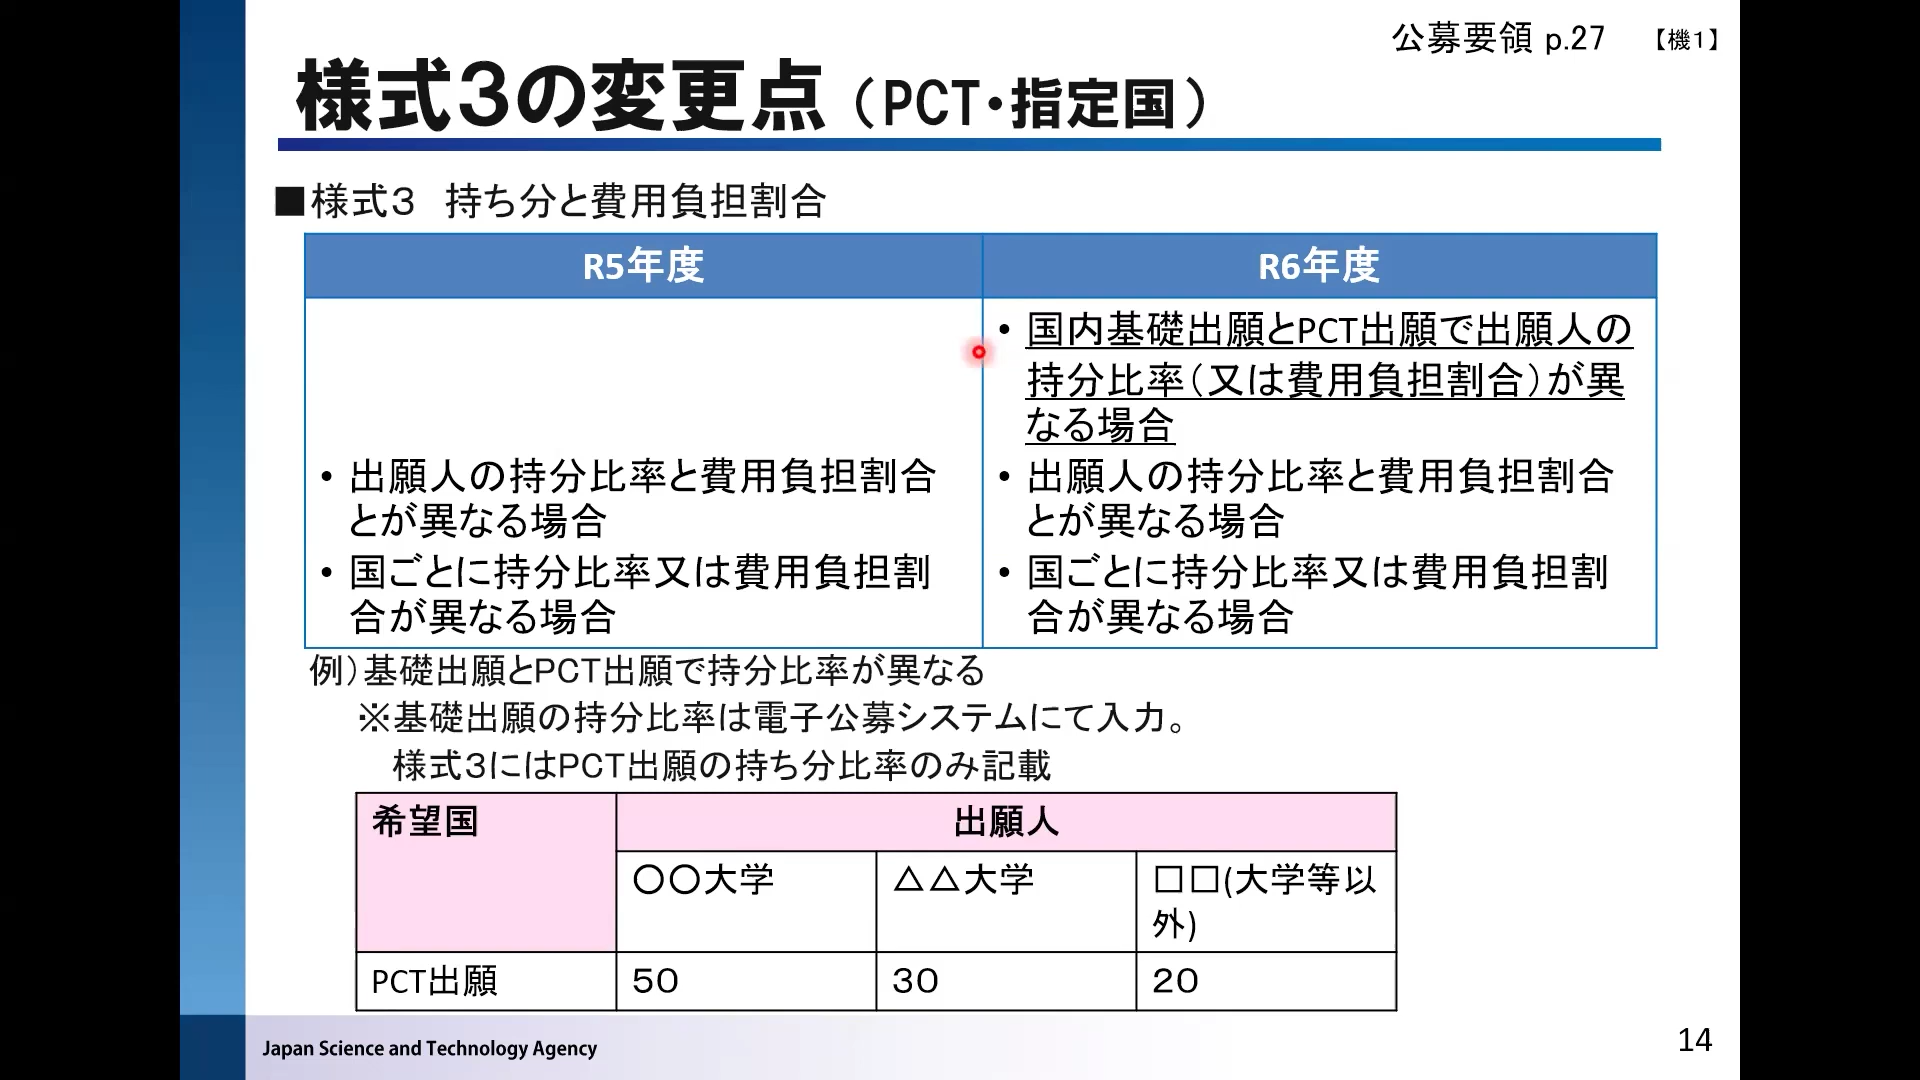 公募要領 p.27 【機1】
様式３の変更点（PCT・指定国）
■様式３　持ち分と費用負担割合
R5年度
R6年度
• 出願人の持分比率と費用負担割合
とが異なる場合
• 国ごとに持分比率又は費用負担割
合が異なる場合
• 国内基礎出願とPCT出願で出願人の
持分比率（又は費用負担割合）が異
なる場合
• 出願人の持分比率と費用負担割合
とが異なる場合
• 国ごとに持分比率又は費用負担割
合が異なる場合
例）基礎出願とPCT出願で持分比率が異なる
※基礎出願の持分比率は電子公募システムにて入力。
様式３にはPCT出願の持ち分比率のみ記載
希望国
出願人
〇〇大学
△△大学
□□(大学等以
外)
PCT出願
５０
３０
２０
Japan Science and Technology Agency
14